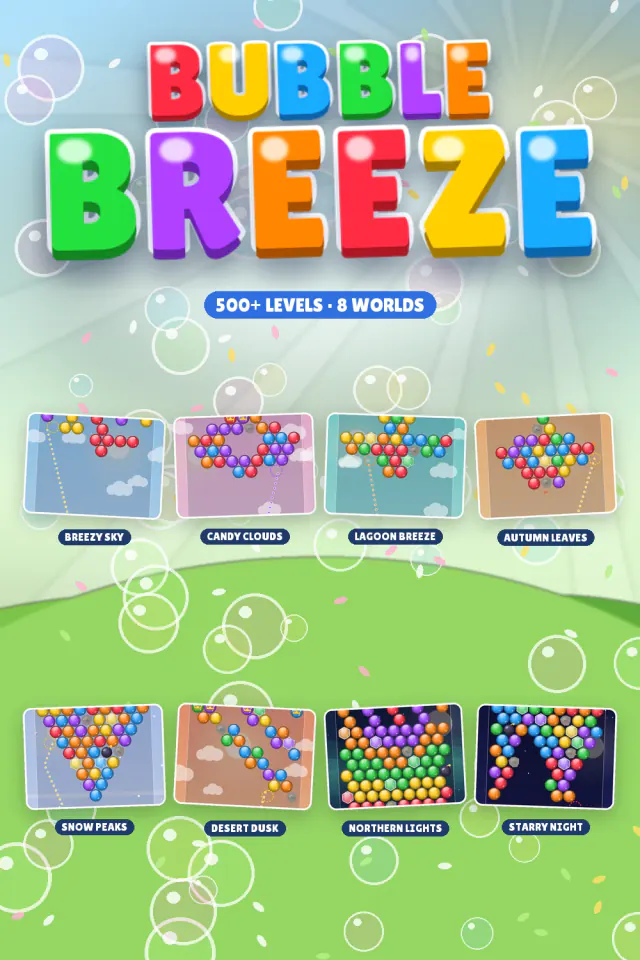 BUBBLE
BREEZE
500+ LEVELS · 8 WORLDS
BREEZY SKY
CANDY CLOUDS
LAGOON BREEZE
AUTUMN LEAVES
SNOW PEAKS
DESERT DUSK
NORTHERN LIGHTS
STARRY NIGHT